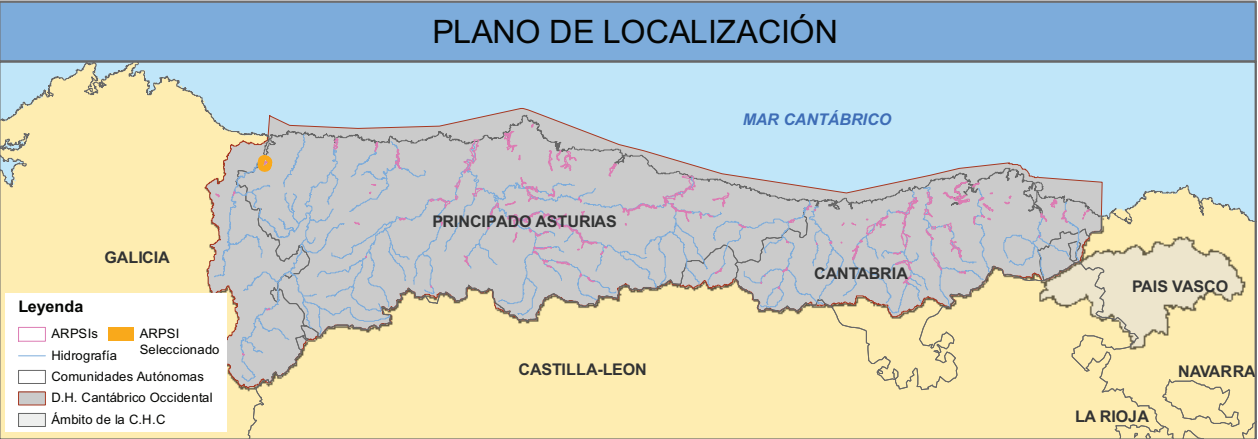 PLANO DE LOCALIZACIÓN
MAR CANTÁBRICO
PRINCIPADO ASTURIAS
GALICIA
CANTABRIA
PAIS VASCO
CASTILLA-LEON
NAVARRA
LA RIOJA
Leyenda
ARPSIs
ARPSI
Seleccionado
Hidrografía
Comunidades Autónomas
D.H. Cantábrico Occidental
Ámbito de la C.H.C